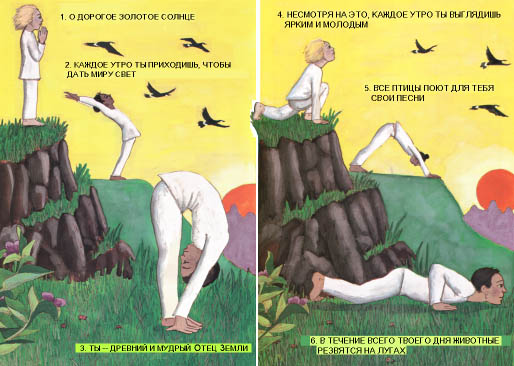 1. О ДОРОГОЕ ЗОЛОТОЕ СОЛНЦЕ
2. КАЖДОЕ УТРО ТЫ ПРИХОДИШЬ, ЧТОБЫ
ДАТЬ МИРУ СВЕТ
3. ТЫ – ДРЕВНИЙ И МУДРЫЙ ОТЕЦ ЗЕМЛИ
4. НЕСМОТРЯ НА ЭТО, КАЖДОЕ УТРО ТЫ ВЫГЛЯДИШЬ
ЯРКИМ И МОЛОДЫМ
5. ВСЕ ПТИЦЫ ПОЮТ ДЛЯ ТЕБЯ
СВОИ ПЕСНИ
6. В ТЕЧЕНИЕ ВСЕГО ТВОЕГО ДНЯ ЖИВОТНЫЕ
РЕЗВЯТСЯ НА ЛУГАХ